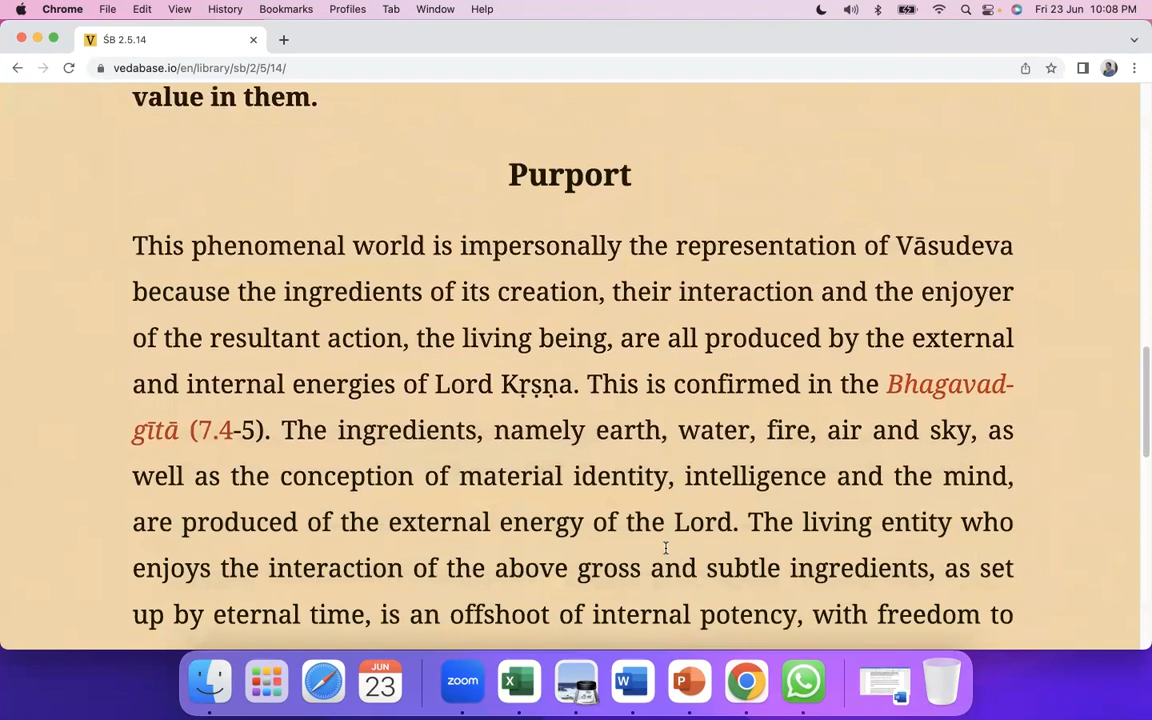 Chrome File Edit View History Bookmarks Profiles Tab Window Help Fri 23 Jun 10:08 PM
V ŚB 2.5.14
vedabase.io/en/library/sb/2/5/14/
value in them.
Purport
This phenomenal world is impersonally the representation of Vāsudeva
because the ingredients of its creation, their interaction and the enjoyer
of the resultant action, the living being, are all produced by the external
and internal energies of Lord Kṛṣṇa. This is confirmed in the Bhagavad-
gītā (7.4-5). The ingredients, namely earth, water, fire, air and sky, as
well as the conception of material identity, intelligence and the mind,
are produced of the external energy of the Lord. The living entity who
enjoys the interaction of the above gross and subtle ingredients, as set
up by eternal time, is an offshoot of internal potency, with freedom to
JUN
23
zoom
X
W
P